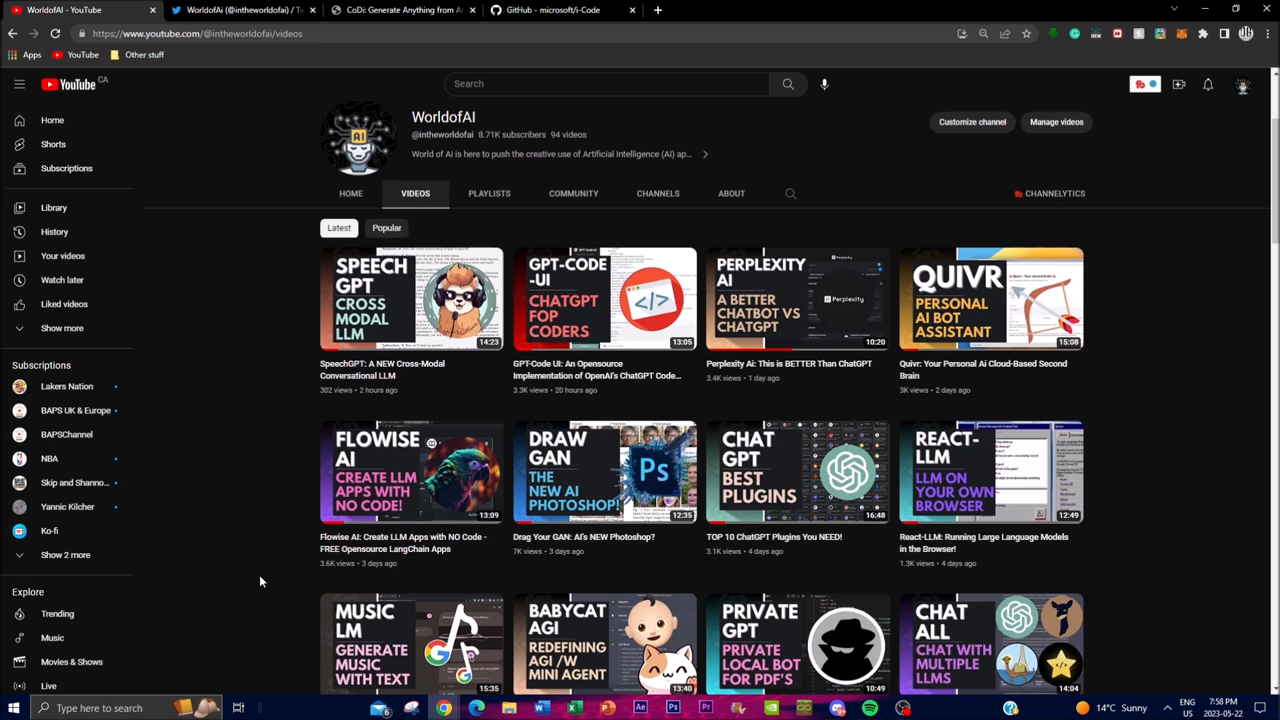 WorldofAI - YouTube
WorldofAi (@intheworldofai) / Tw
CoDi: Generate Anything from A
GitHub - microsoft/i-Code
https://www.youtube.com/@intheworldofai/videos
Apps
YouTube
Other stuff
YouTube CA
Search
Home
Shorts
Subscriptions
Library
History
Your videos
Watch later
Liked videos
Show more
Subscriptions
Lakers Nation
BAPS UK & Europe
BAPSChannel
NBA
Skip and Shanno...
Yannic Kilcher
Ko-fi
Show 2 more
Explore
Trending
Music
Movies & Shows
Live
AI
WorldofAI
@intheworldofai 8.71K subscribers 94 videos
World of Ai is here to push the creative use of Artificial Intelligence (AI) ap...
Customize channel
Manage videos
HOME
VIDEOS
PLAYLISTS
COMMUNITY
CHANNELS
ABOUT
CHANNELYTICS
Latest
Popular
SPEECH
GPT
CROSS
MODAL
LLM
14:23
SpeechGPT: A NEW Cross-Modal
Conversational LLM
302 views • 2 hours ago
GPT-CODE
-UI
CHATGPT
FOP
CODERS
</>
13:05
GPT-Code UI: An Opensource
Implementation of OpenAI's ChatGPT Code...
3.3K views • 20 hours ago
PERPLEXITY
AI
A BETTER
CHATBOT VS
CHATGPT
Perplexity
10:20
Perplexity AI: This is BETTER Than ChatGPT
3.4K views • 1 day ago
QUIVR
PERSONAL
AI BOT
ASSISTANT
15:08
Quivr: Your Personal Ai Cloud-Based Second
Brain
3K views • 2 days ago
FLOWISE
AI
CREATE LLM
APPS WITH
NO CODE!
13:09
Flowise AI: Create LLM Apps with NO Code -
FREE Opensource LangChain Apps
3.6K views • 3 days ago
DRAW
GAN
THE
NEW AI
PHOTOSHOP!
Ps
12:35
Drag Your GAN: AI's NEW Photoshop?
7K views • 3 days ago
CHAT
GPT
BEST
PLUGINS
16:48
TOP 10 ChatGPT Plugins You NEED!
3.1K views • 4 days ago
REACT-
LLM
LLM ON
YOUR OWN
BROWSER
12:49
React-LLM: Running Large Language Models
in the Browser!
1.3K views • 4 days ago
MUSIC
LM
GENERATE
MUSIC
WITH TEXT
15:35
BABYCAT
AGI
REDEFINING
AGI /W
MINI AGENT
13:40
PRIVATE
GPT
PRIVATE
LOCAL BOT
FOR PDF'S
10:49
CHAT
ALL
CHAT WITH
MULTIPLE
LLMS
14:04
Type here to search
14°C Sunny
ENG
US
7:58 PM
2023-05-22